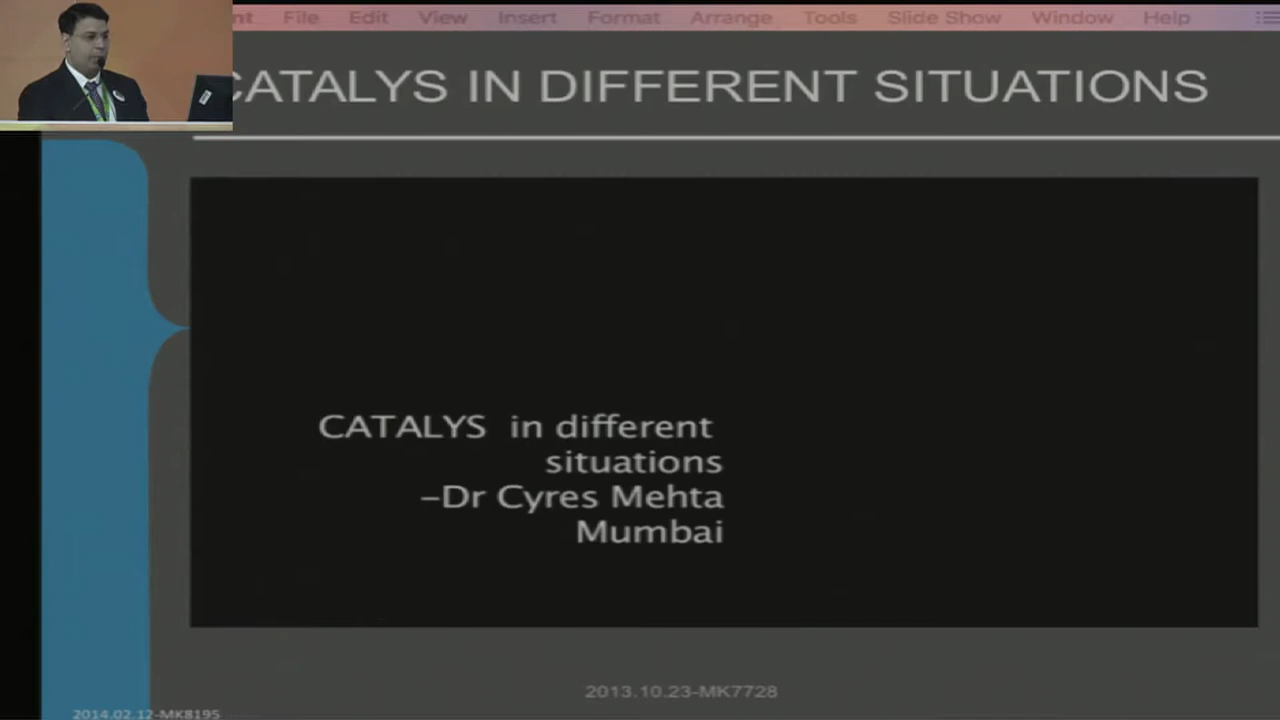 File Edit View Insert Format Arrange Tools Slide Show Window Help
CATALYS IN DIFFERENT SITUATIONS
CATALYS in different
situations
–Dr Cyres Mehta
Mumbai
2013.10.23-MK7728
2014.02.12-MK8195